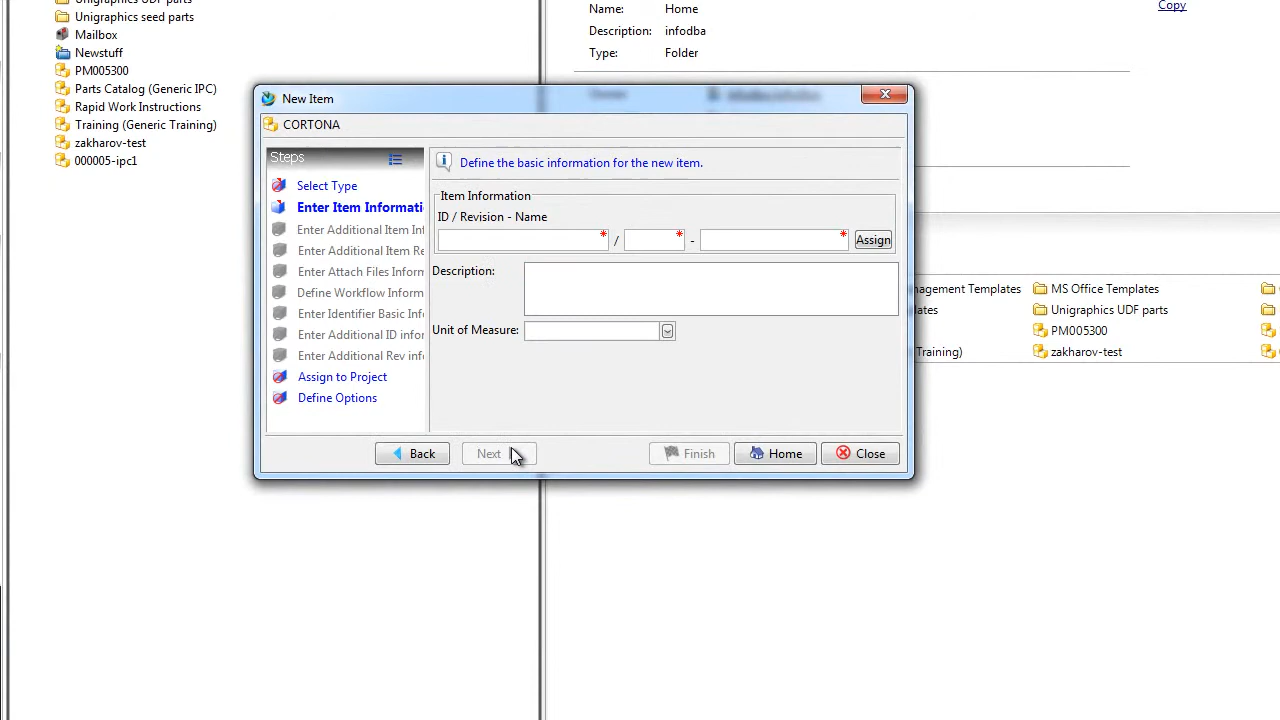 Unigraphics UDF parts
Unigraphics seed parts
Mailbox
Newstuff
PM005300
Parts Catalog (Generic IPC)
Rapid Work Instructions
Training (Generic Training)
zakharov-test
000005-ipc1
Name: Home
Description: infodba
Type: Folder
Copy
New Item
CORTONA
Steps
Select Type
Enter Item Informati
Enter Additional Item Inf
Enter Additional Item Re
Enter Attach Files Inform
Define Workflow Inform
Enter Identifier Basic Inf
Enter Additional ID infor
Enter Additional Rev info
Assign to Project
Define Options
Define the basic information for the new item.
Item Information
ID / Revision - Name
* / * - * Assign
Description:
Unit of Measure:
Back Next Finish Home Close
nagement Templates MS Office Templates
lates Unigraphics UDF parts
PM005300
Training) zakharov-test